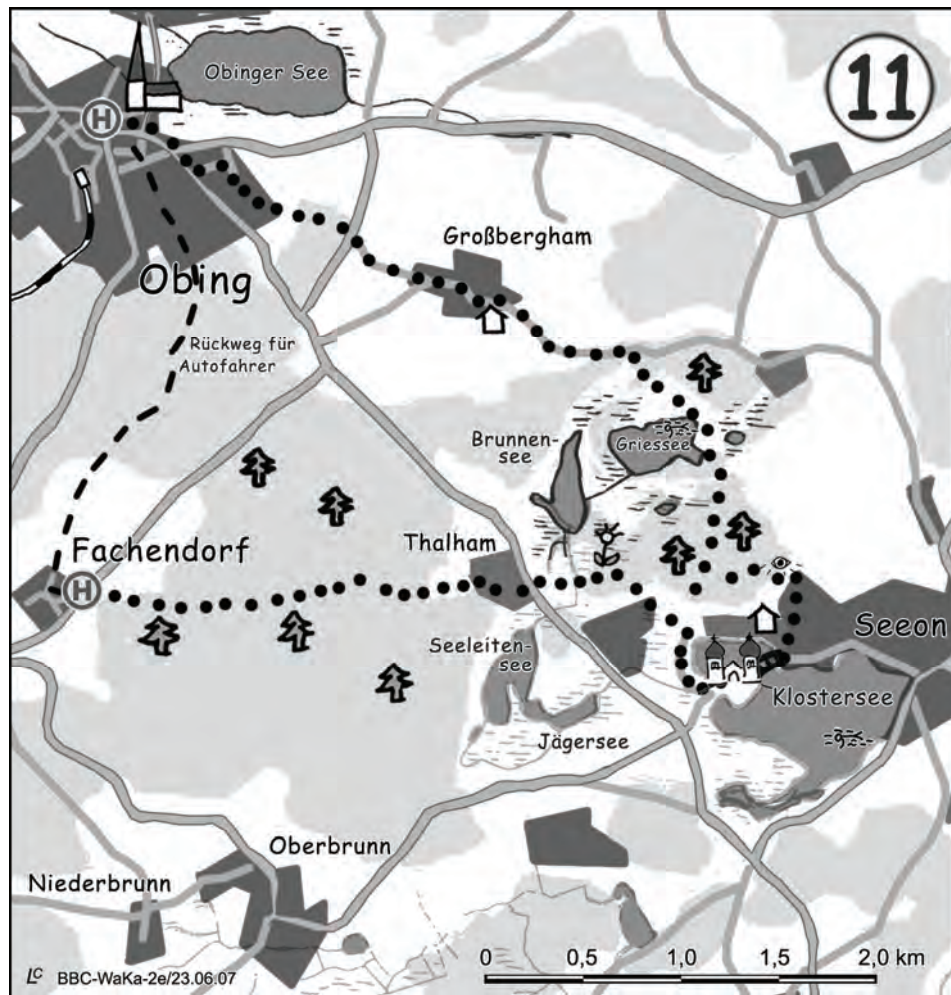 11
Obinger See
H
Großbergham
Obing
Rückweg für
Autofahrer
Brunnen-
see
Griessee
Fachendorf
Thalham
H
Seeon
Seeleiten-
see
Klostersee
Jägersee
Oberbrunn
Niederbrunn
0 0,5 1,0 1,5 2,0 km
LC BBC-WaKa-2e/23.06.07